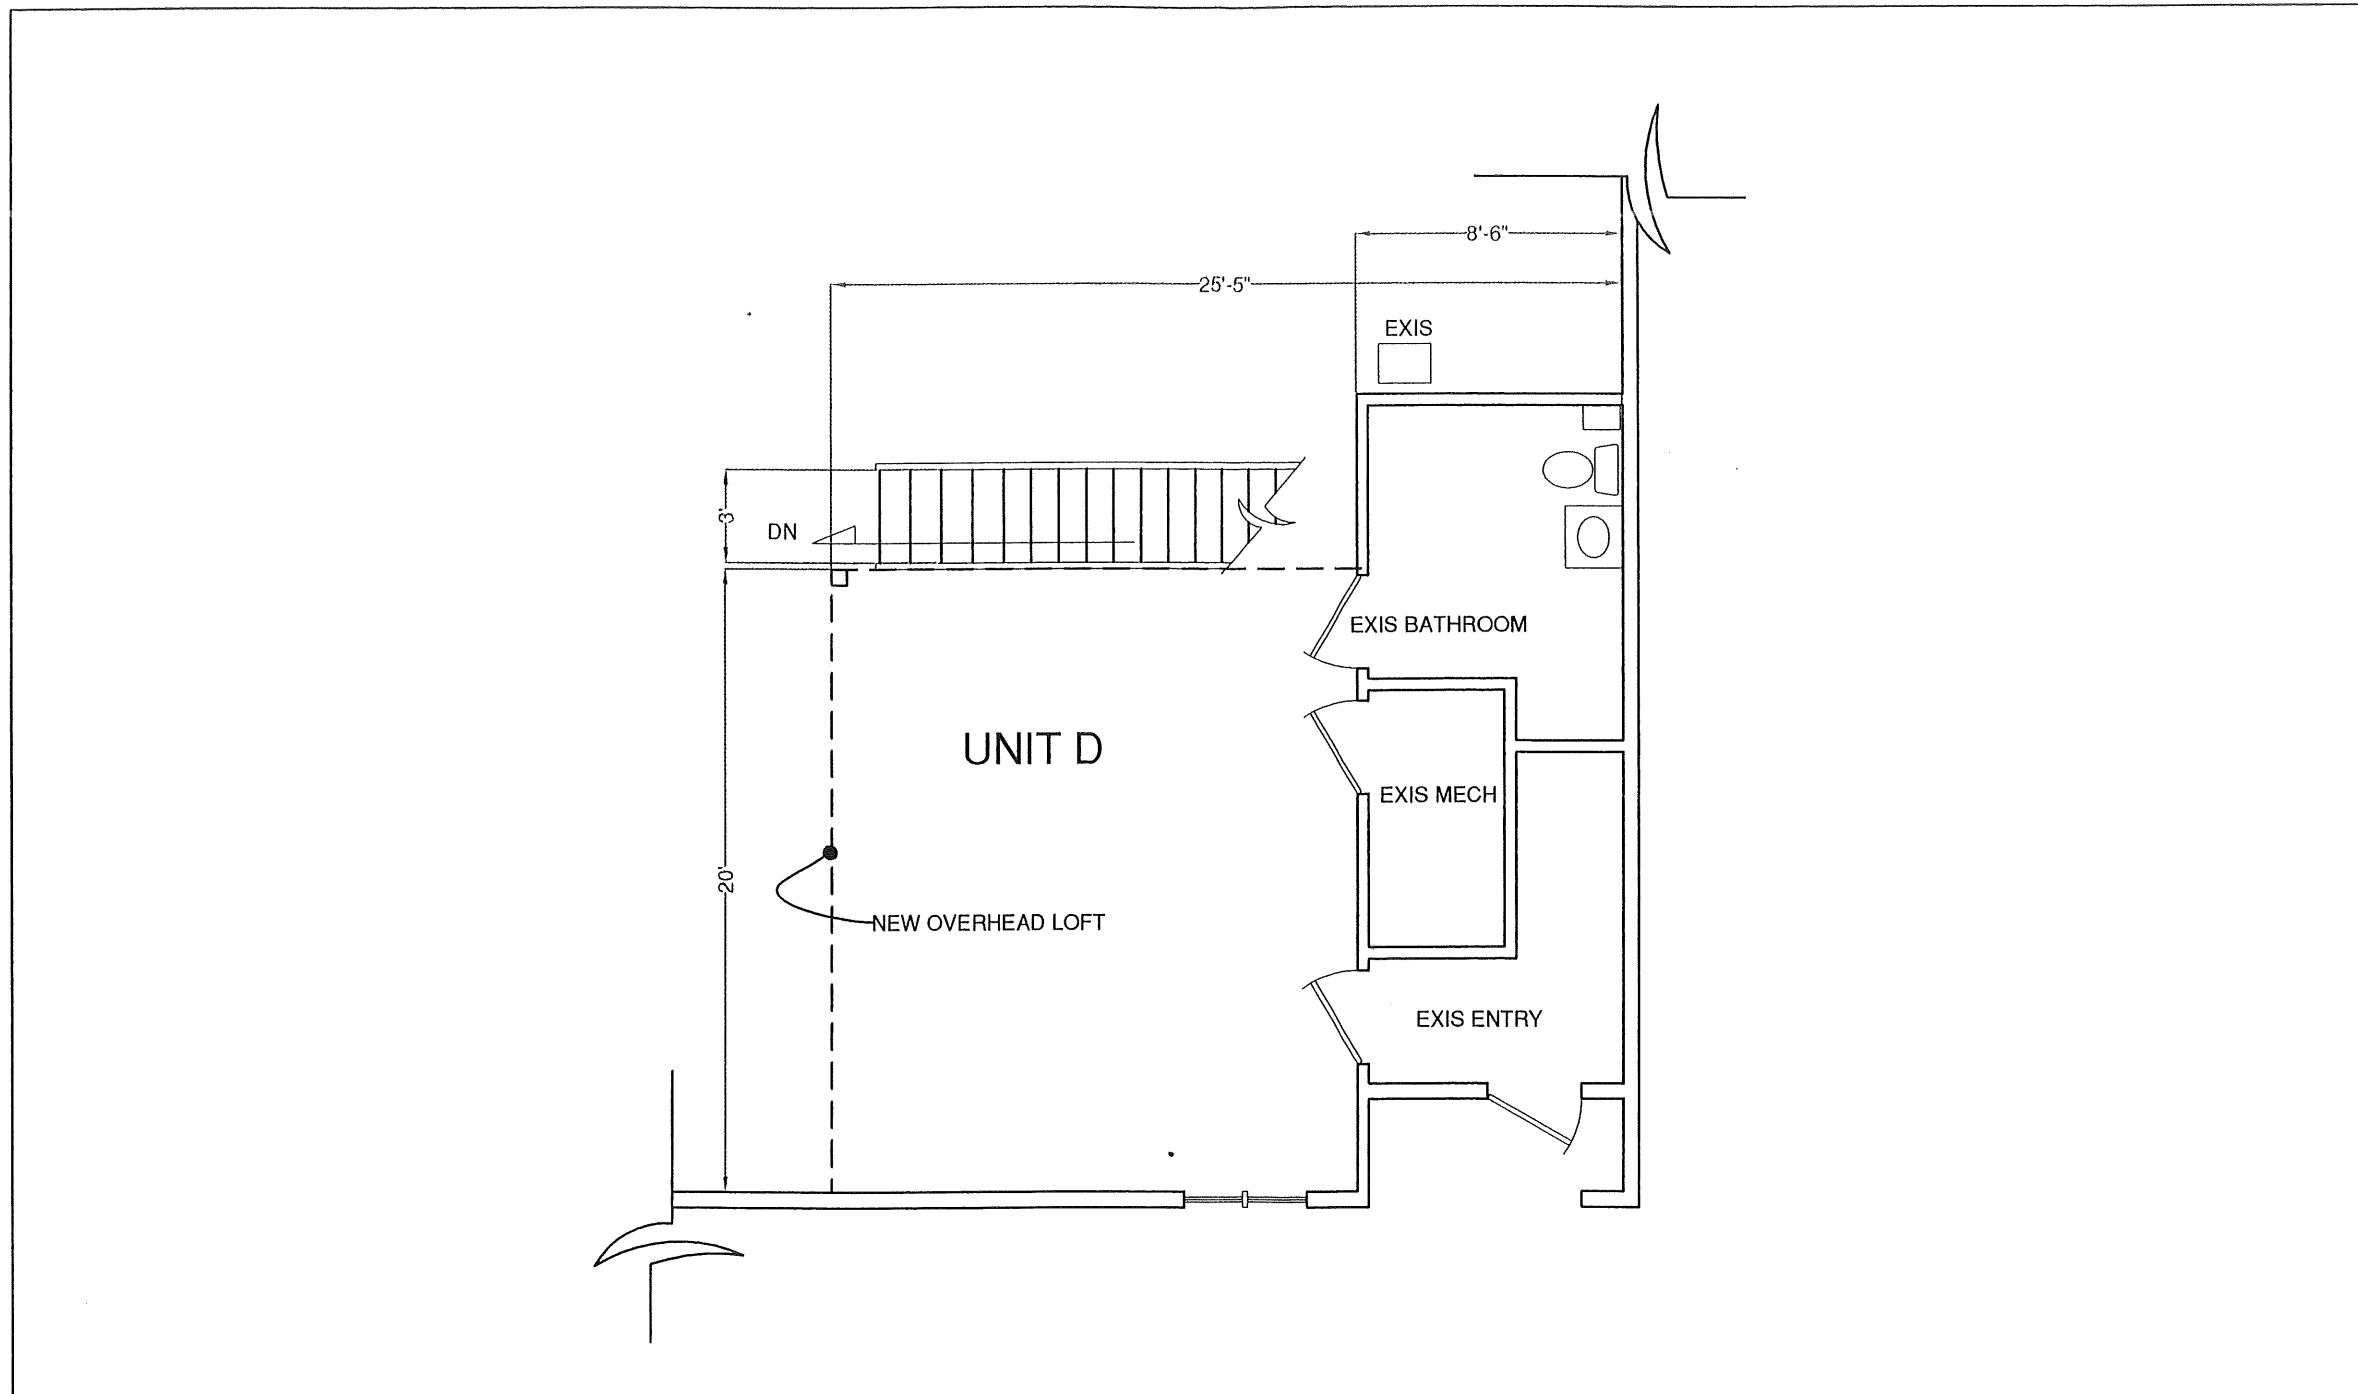 8'-6"
25'-5"
EXIS
3'
DN
EXIS BATHROOM
UNIT D
EXIS MECH
20'
NEW OVERHEAD LOFT
EXIS ENTRY